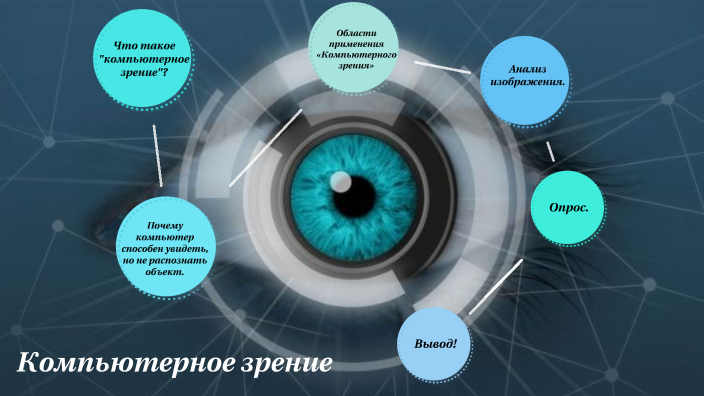 Что такое
"компьютерное
зрение"?
Почему
компьютер
способен увидеть,
но не распознать
объект.
Области
применения
«Компьютерного
зрения»
Анализ
изображения.
Опрос.
Вывод!
Компьютерное зрение